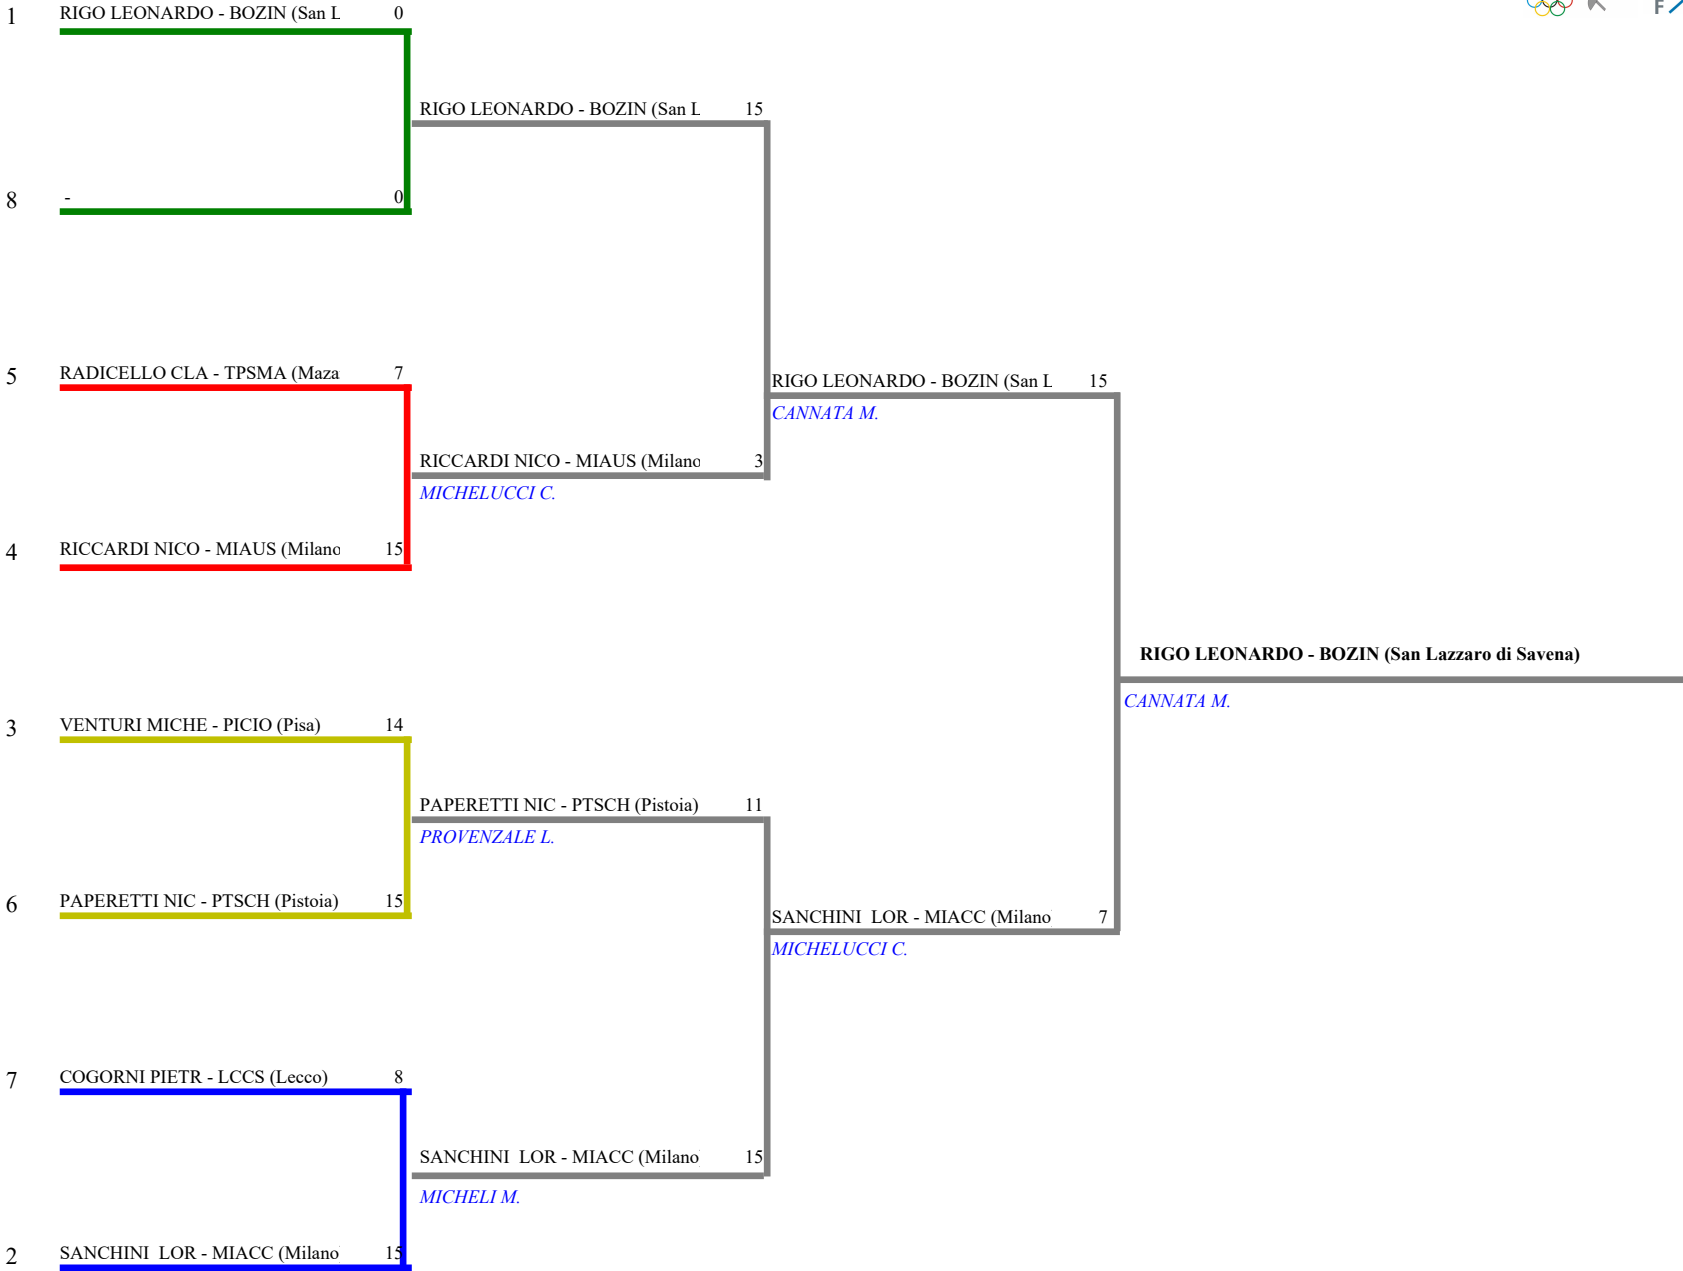 1 RIGO LEONARDO - BOZIN (San L 0
RIGO LEONARDO - BOZIN (San L 15
8 - 0
5 RADICELLO CLA - TPSMA (Maza 7
RIGO LEONARDO - BOZIN (San L 15
CANNATA M.
RICCARDI NICO - MIAUS (Milano 3
MICHELUCCI C.
4 RICCARDI NICO - MIAUS (Milano 15
RIGO LEONARDO - BOZIN (San Lazzaro di Savena)
CANNATA M.
3 VENTURI MICHE - PICIO (Pisa) 14
PAPERETTI NIC - PTSCH (Pistoia) 11
PROVENZALE L.
6 PAPERETTI NIC - PTSCH (Pistoia) 15
SANCHINI  LOR - MIACC (Milano 7
MICHELUCCI C.
7 COGORNI PIETR - LCCS (Lecco) 8
SANCHINI  LOR - MIACC (Milano 15
MICHELI M.
2 SANCHINI  LOR - MIACC (Milano 15